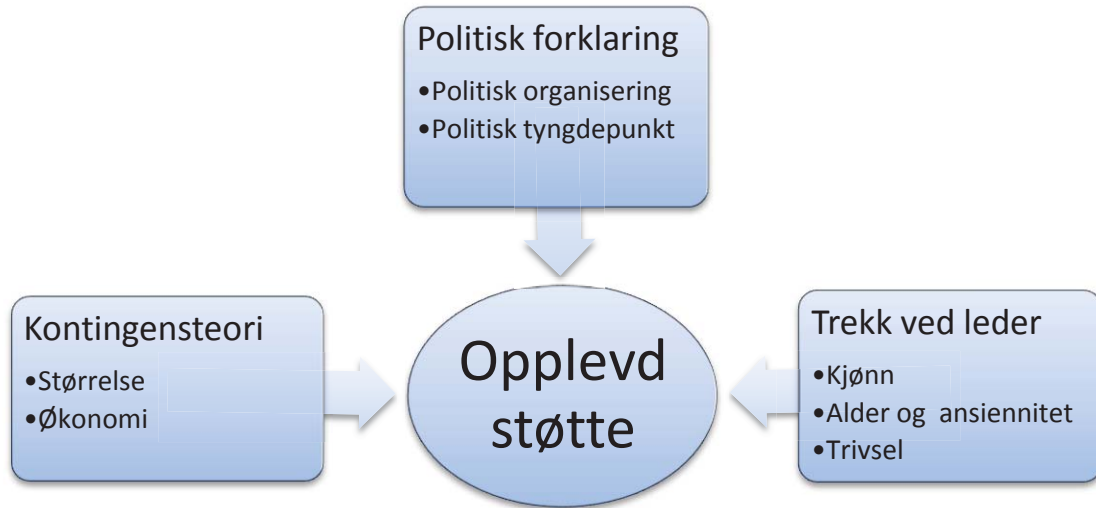 Politisk forklaring
•Politisk organisering
•Politisk tyngdepunkt
Kontingensteori
•Størrelse
•Økonomi
Opplevd
støtte
Trekk ved leder
•Kjønn
•Alder og ansiennitet
•Trivsel